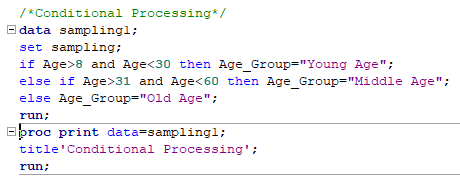 /*Conditional Processing*/
data sampling1;
set sampling;
if Age>8 and Age<30 then Age_Group="Young Age";
else if Age>31 and Age<60 then Age_Group="Middle Age";
else Age_Group="Old Age";
run;
proc print data=sampling1;
title'Conditional Processing';
run;